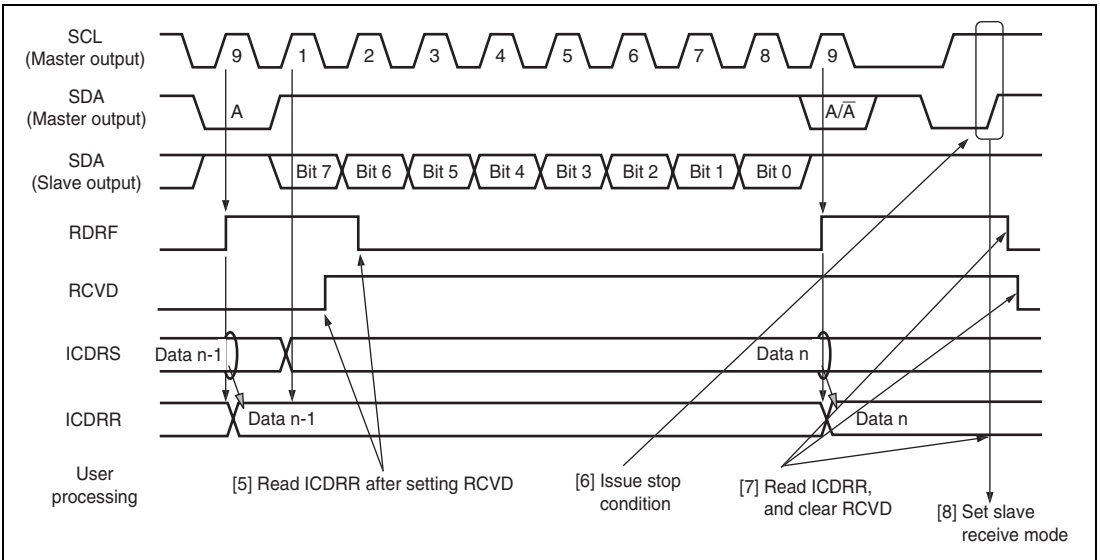 SCL
(Master output)
9 1 2 3 4 5 6 7 8 9
SDA
(Master output)
A A/A̅
SDA
(Slave output)
Bit 7 Bit 6 Bit 5 Bit 4 Bit 3 Bit 2 Bit 1 Bit 0
RDRF
RCVD
ICDRS
Data n-1 Data n
ICDRR
Data n-1 Data n
User
processing
[5] Read ICDRR after setting RCVD
[6] Issue stop
condition
[7] Read ICDRR,
and clear RCVD
[8] Set slave
receive mode